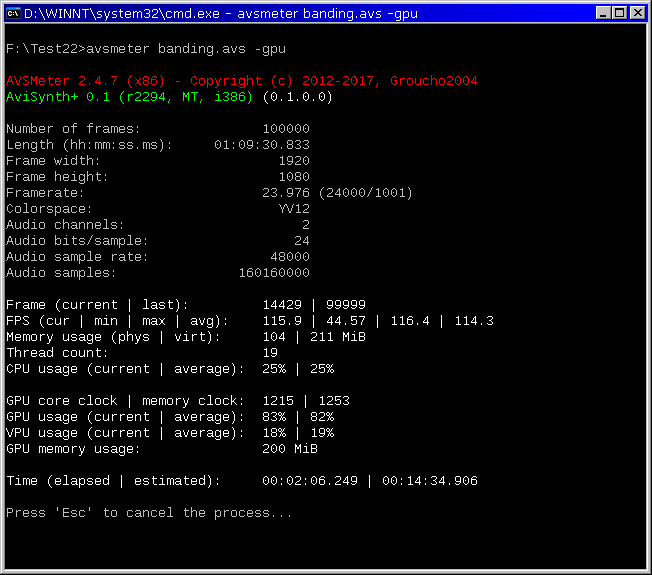 D:\WINNT\system32\cmd.exe - avsmeter banding.avs -gpu
F:\Test22>avsmeter banding.avs -gpu
AVSMeter 2.4.7 (x86) - Copyright (c) 2012-2017, Groucho2004
AviSynth+ 0.1 (r2294, MT, i386) (0.1.0.0)
Number of frames: 100000
Length (hh:mm:ss.ms): 01:09:30.833
Frame width: 1920
Frame height: 1080
Framerate: 23.976 (24000/1001)
Colorspace: YV12
Audio channels: 2
Audio bits/sample: 24
Audio sample rate: 48000
Audio samples: 160160000
Frame (current | last): 14429 | 99999
FPS (cur | min | max | avg): 115.9 | 44.57 | 116.4 | 114.3
Memory usage (phys | virt): 104 | 211 MiB
Thread count: 19
CPU usage (current | average): 25% | 25%
GPU core clock | memory clock: 1215 | 1253
GPU usage (current | average): 83% | 82%
VPU usage (current | average): 18% | 19%
GPU memory usage: 200 MiB
Time (elapsed | estimated): 00:02:06.249 | 00:14:34.906
Press 'Esc' to cancel the process...